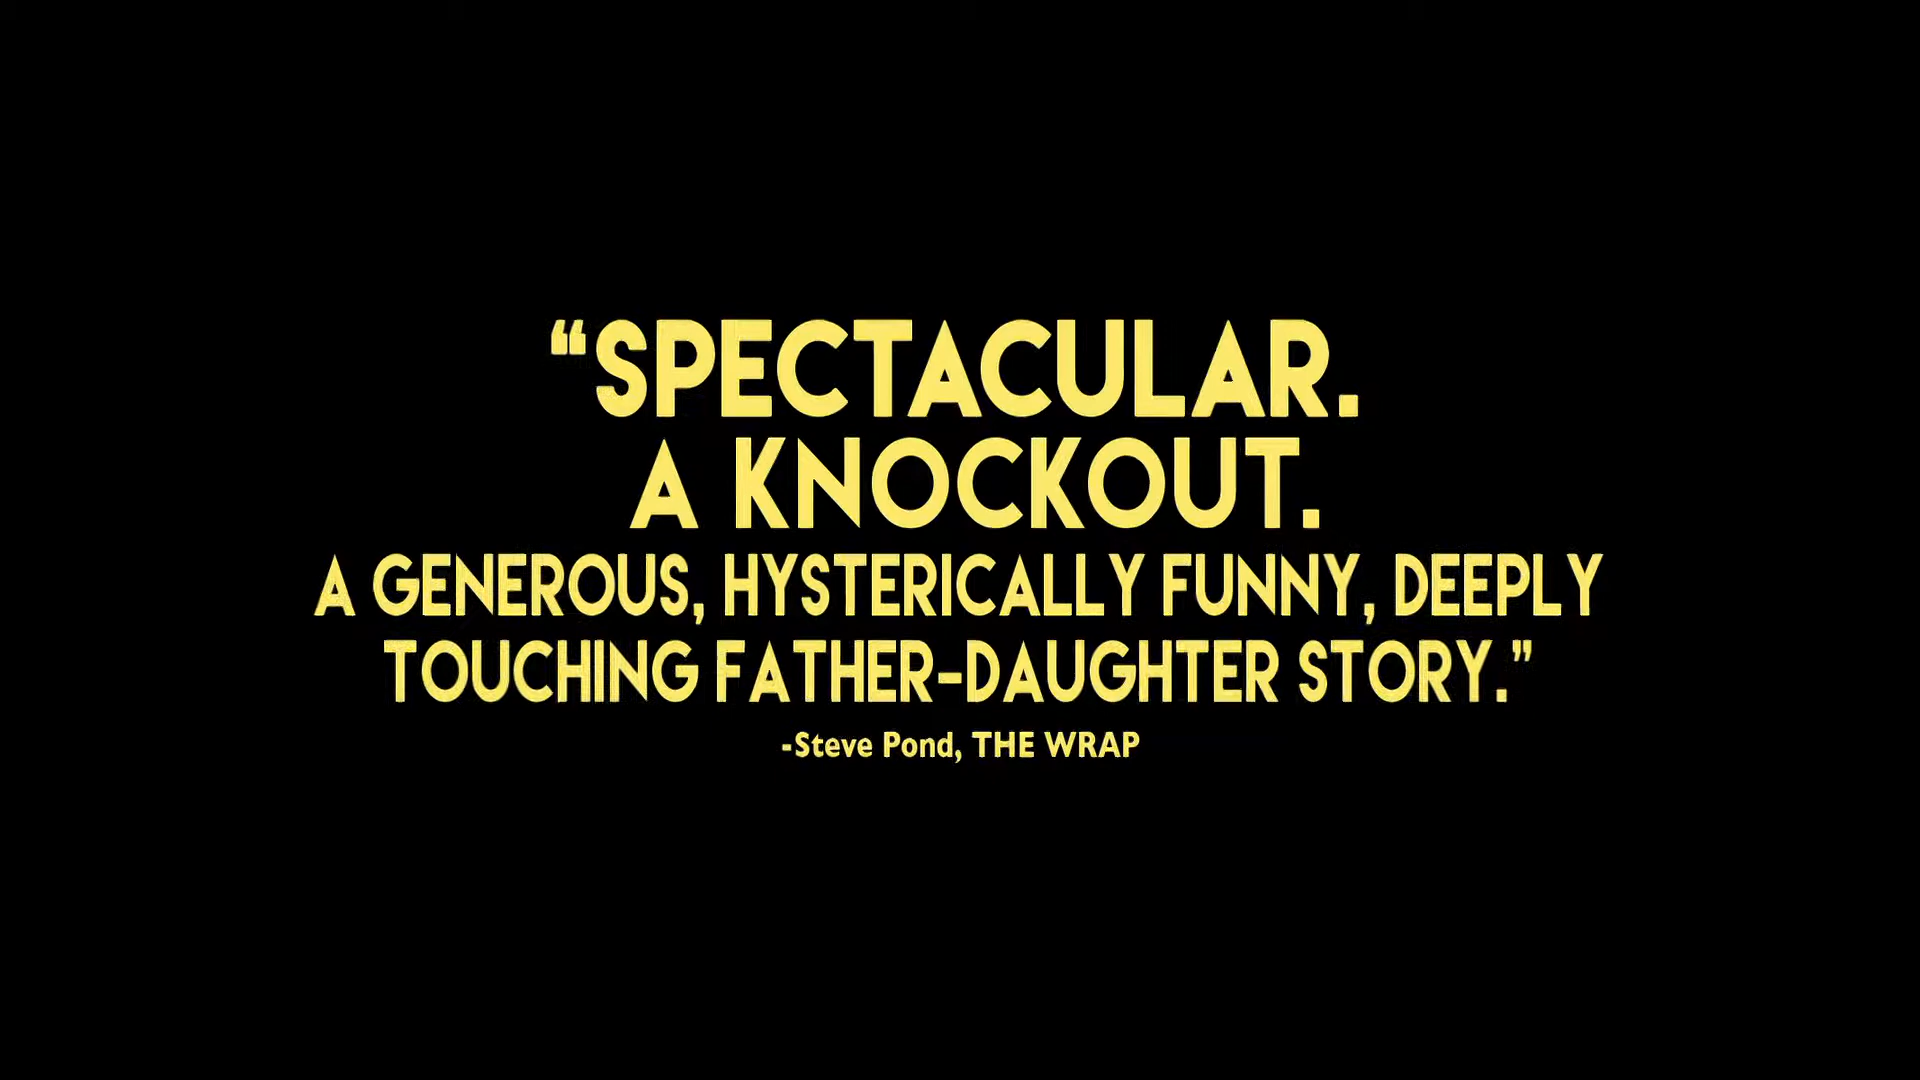 “SPECTACULAR.
A KNOCKOUT.
A GENEROUS, HYSTERICALLY FUNNY, DEEPLY
TOUCHING FATHER-DAUGHTER STORY.”
-Steve Pond, THE WRAP